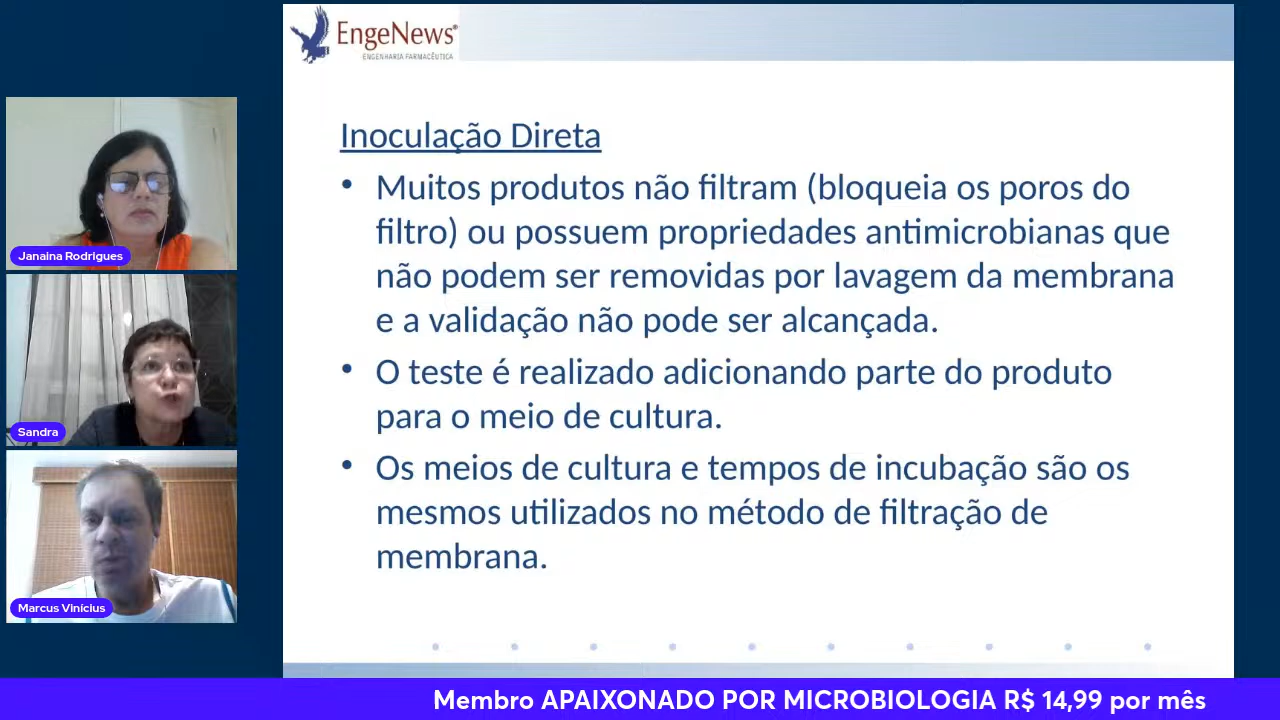 EngeNews®
ENGENHARIA FARMACÊUTICA
Inoculação Direta
• Muitos produtos não filtram (bloqueia os poros do
filtro) ou possuem propriedades antimicrobianas que
não podem ser removidas por lavagem da membrana
e a validação não pode ser alcançada.
• O teste é realizado adicionando parte do produto
para o meio de cultura.
• Os meios de cultura e tempos de incubação são os
mesmos utilizados no método de filtração de
membrana.
Janaina Rodrigues
Sandra
Marcus Vinícius
Membro APAIXONADO POR MICROBIOLOGIA R$ 14,99 por mês